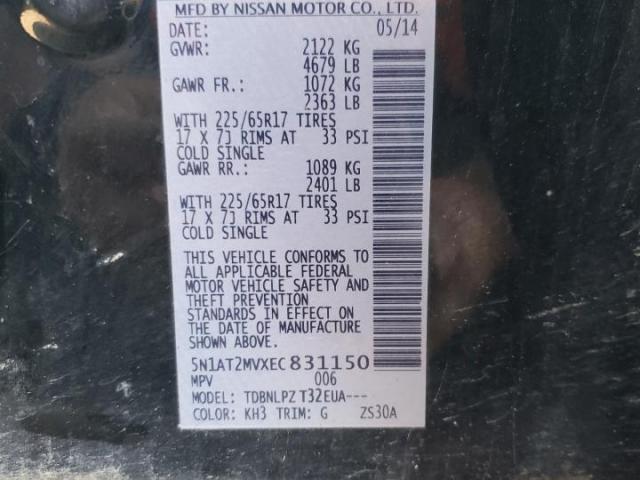 MFD BY NISSAN MOTOR CO., LTD.
DATE: 05/14
GVWR: 2122 KG
4679 LB
GAWR FR.: 1072 KG
2363 LB
WITH 225/65R17 TIRES
17 X 7J RIMS AT 33 PSI
COLD SINGLE
GAWR RR.: 1089 KG
2401 LB
WITH 225/65R17 TIRES
17 X 7J RIMS AT 33 PSI
COLD SINGLE
THIS VEHICLE CONFORMS TO
ALL APPLICABLE FEDERAL
MOTOR VEHICLE SAFETY AND
THEFT PREVENTION
STANDARDS IN EFFECT ON
THE DATE OF MANUFACTURE
SHOWN ABOVE.
5N1AT2MVXEC831150
MPV 006
MODEL: TDBNLPZ T32EUA---
COLOR: KH3 TRIM: G ZS30A